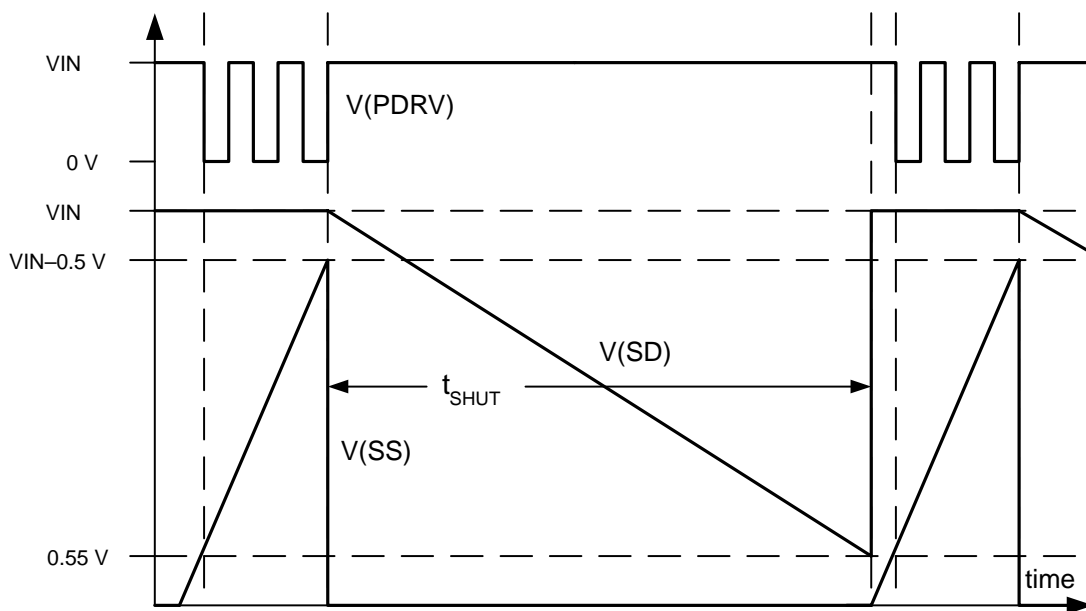 VIN
V(PDRV)
0 V
VIN
VIN–0.5 V
V(SD)
tSHUT
V(SS)
0.55 V
time